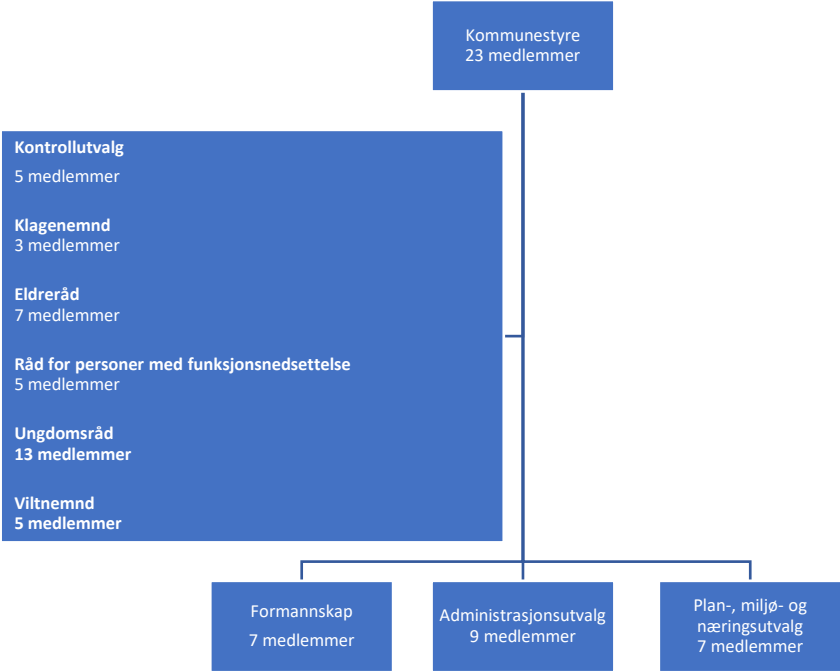 Kommunestyre
23 medlemmer
Kontrollutvalg
5 medlemmer
Klagenemnd
3 medlemmer
Eldreråd
7 medlemmer
Råd for personer med funksjonsnedsettelse
5 medlemmer
Ungdomsråd
13 medlemmer
Viltnemnd
5 medlemmer
Formannskap
7 medlemmer
Administrasjonsutvalg
9 medlemmer
Plan-, miljø- og
næringsutvalg
7 medlemmer